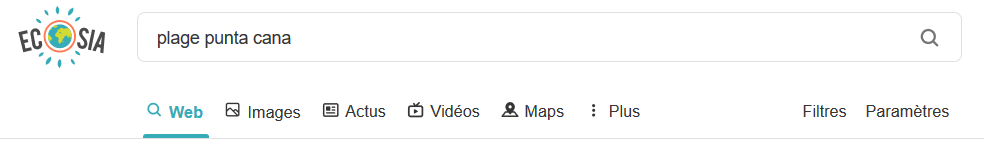 ECOSIA
plage punta cana
Web Images Actus Vidéos Maps Plus Filtres Paramètres